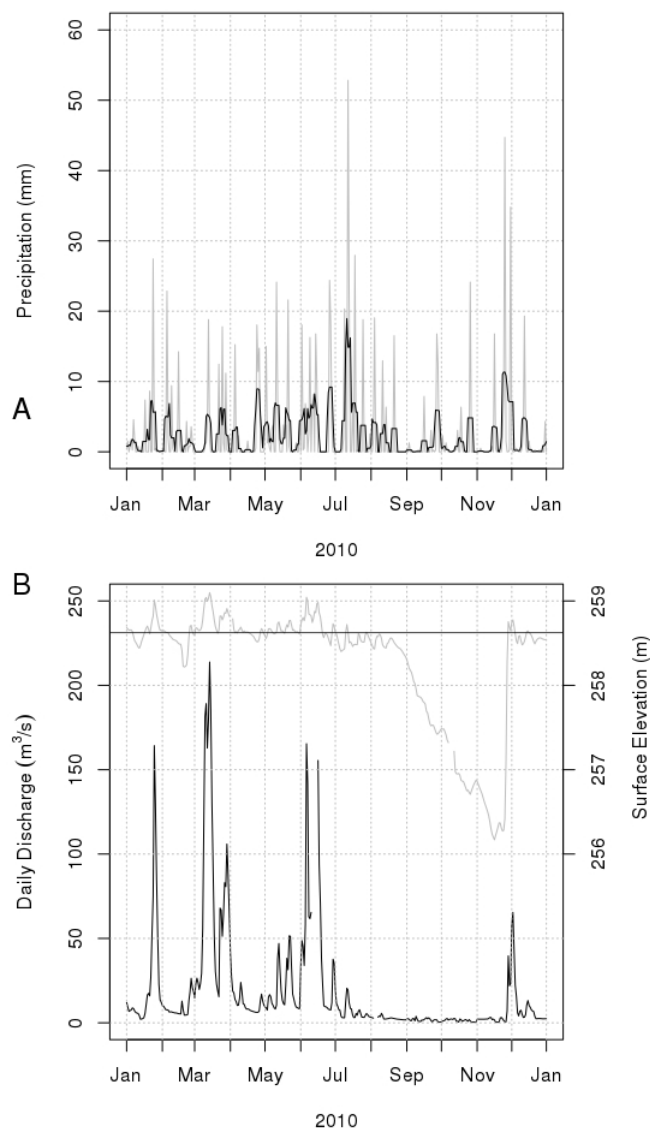 60
50
40
30
20
10
0
Precipitation (mm)
A
Jan Mar May Jul Sep Nov Jan
2010
B
250
200
150
100
50
0
Daily Discharge (m³/s)
259
258
257
256
Surface Elevation (m)
Jan Mar May Jul Sep Nov Jan
2010